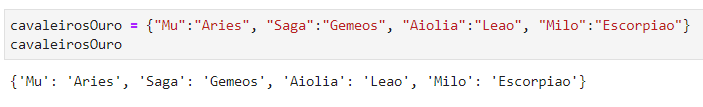 cavaleirosOuro = {"Mu":"Aries", "Saga":"Gemeos", "Aiolia":"Leao", "Milo":"Escorpiao"}
cavaleirosOuro
{'Mu': 'Aries', 'Saga': 'Gemeos', 'Aiolia': 'Leao', 'Milo': 'Escorpiao'}